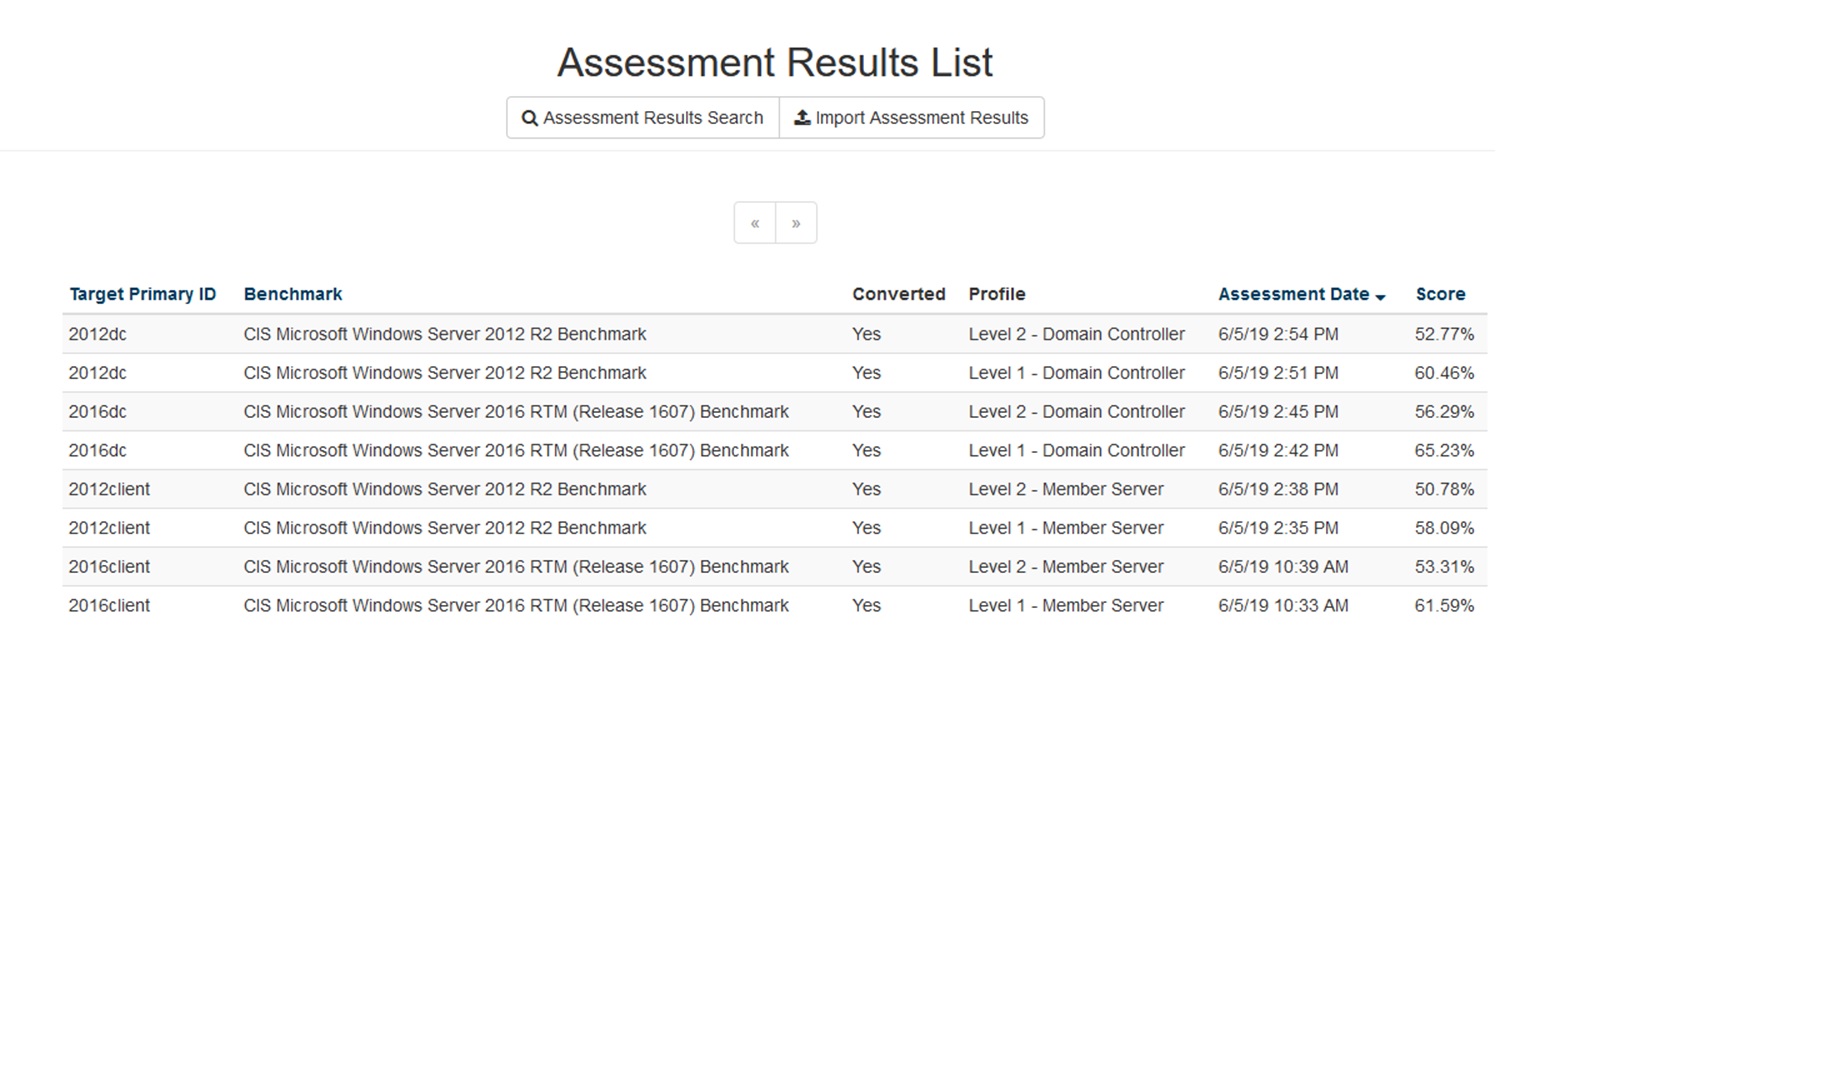 Assessment Results List
Assessment Results Search Import Assessment Results
« »
Target Primary ID Benchmark Converted Profile Assessment Date Score
2012dc CIS Microsoft Windows Server 2012 R2 Benchmark Yes Level 2 - Domain Controller 6/5/19 2:54 PM 52.77%
2012dc CIS Microsoft Windows Server 2012 R2 Benchmark Yes Level 1 - Domain Controller 6/5/19 2:51 PM 60.46%
2016dc CIS Microsoft Windows Server 2016 RTM (Release 1607) Benchmark Yes Level 2 - Domain Controller 6/5/19 2:45 PM 56.29%
2016dc CIS Microsoft Windows Server 2016 RTM (Release 1607) Benchmark Yes Level 1 - Domain Controller 6/5/19 2:42 PM 65.23%
2012client CIS Microsoft Windows Server 2012 R2 Benchmark Yes Level 2 - Member Server 6/5/19 2:38 PM 50.78%
2012client CIS Microsoft Windows Server 2012 R2 Benchmark Yes Level 1 - Member Server 6/5/19 2:35 PM 58.09%
2016client CIS Microsoft Windows Server 2016 RTM (Release 1607) Benchmark Yes Level 2 - Member Server 6/5/19 10:39 AM 53.31%
2016client CIS Microsoft Windows Server 2016 RTM (Release 1607) Benchmark Yes Level 1 - Member Server 6/5/19 10:33 AM 61.59%